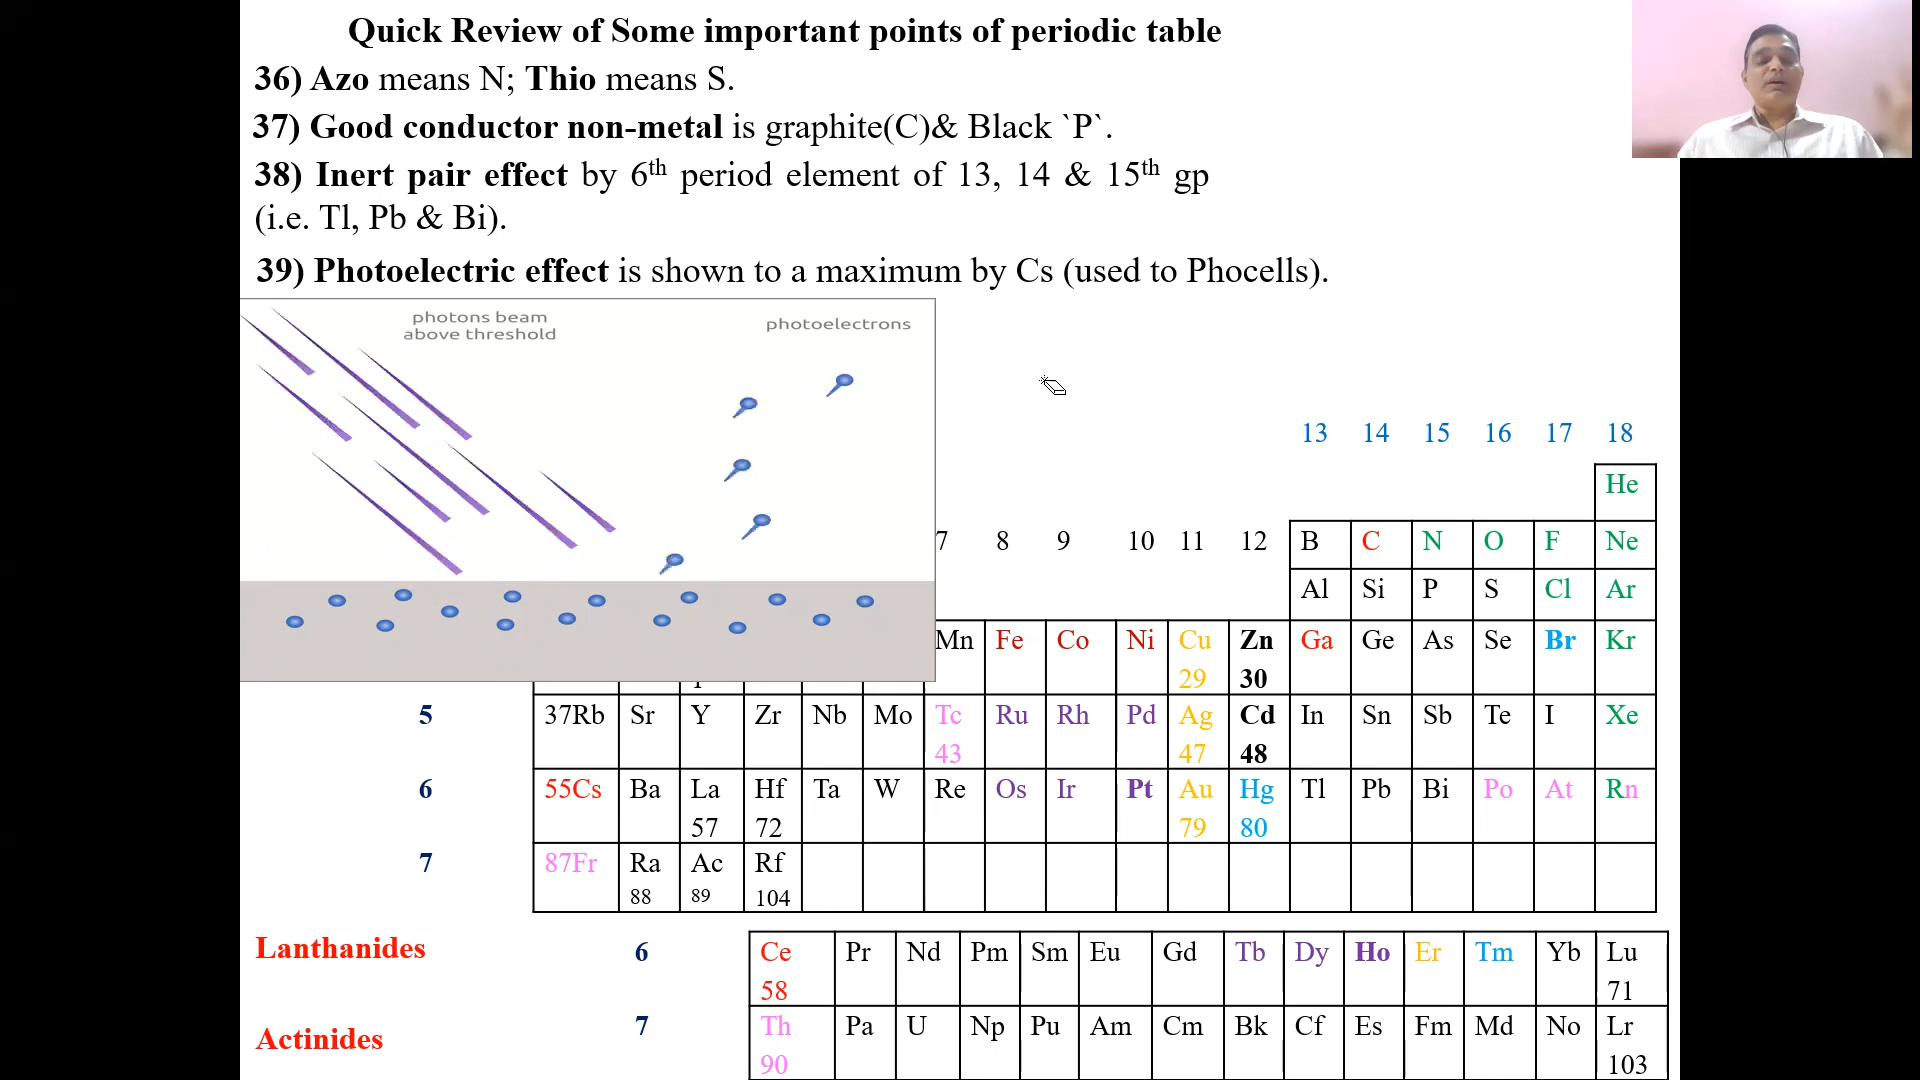 Quick Review of Some important points of periodic table
36) Azo means N; Thio means S.
37) Good conductor non-metal is graphite(C)& Black `P`.
38) Inert pair effect by 6th period element of 13, 14 & 15th gp
(i.e. Tl, Pb & Bi).
39) Photoelectric effect is shown to a maximum by Cs (used to Phocells).
photons beam
above threshold
photoelectrons
13 14 15 16 17 18
He
7 8 9 10 11 12 B C N O F Ne
Al Si P S Cl Ar
Mn Fe Co Ni Cu Zn Ga Ge As Se Br Kr
29 30
5 37Rb Sr Y Zr Nb Mo Tc Ru Rh Pd Ag Cd In Sn Sb Te I Xe
43 47 48
6 55Cs Ba La Hf Ta W Re Os Ir Pt Au Hg Tl Pb Bi Po At Rn
57 72 79 80
7 87Fr Ra Ac Rf
88 89 104
Lanthanides 6 Ce Pr Nd Pm Sm Eu Gd Tb Dy Ho Er Tm Yb Lu
58 71
Actinides 7 Th Pa U Np Pu Am Cm Bk Cf Es Fm Md No Lr
90 103